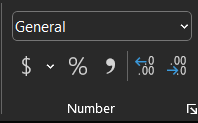 General
$ % , ←0 .00 .00 →0
Number